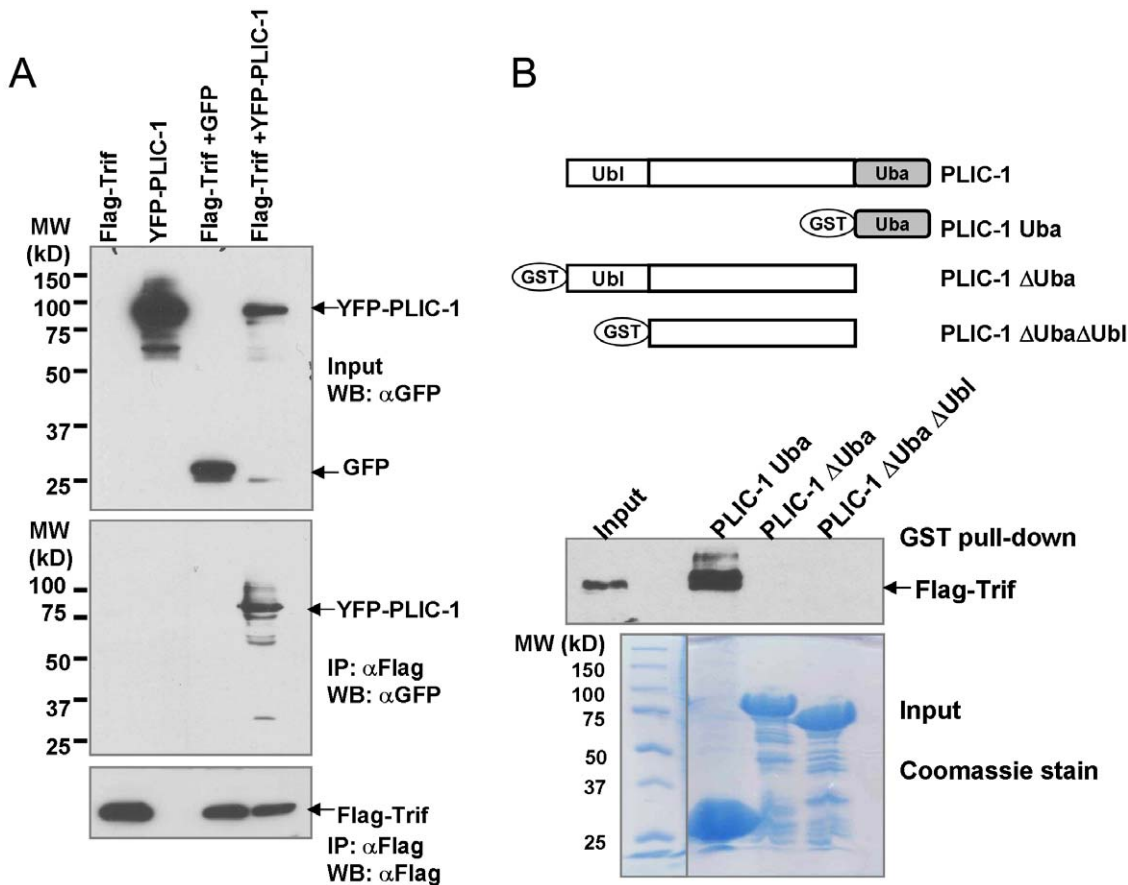 A
Flag-Trif
YFP-PLIC-1
Flag-Trif +GFP
Flag-Trif +YFP-PLIC-1
MW
(kD)
150
100
75
50
37
25
YFP-PLIC-1
Input
WB: αGFP
GFP
MW
(kD)
100
75
50
37
25
YFP-PLIC-1
IP: αFlag
WB: αGFP
Flag-Trif
IP: αFlag
WB: αFlag
B
Ubl
Uba
PLIC-1
GST
Uba
PLIC-1 Uba
GST
Ubl
PLIC-1 ΔUba
GST
PLIC-1 ΔUbaΔUbl
Input
PLIC-1 Uba
PLIC-1 ΔUba
PLIC-1 ΔUba ΔUbl
GST pull-down
Flag-Trif
MW (kD)
150
100
75
50
37
25
Input
Coomassie stain